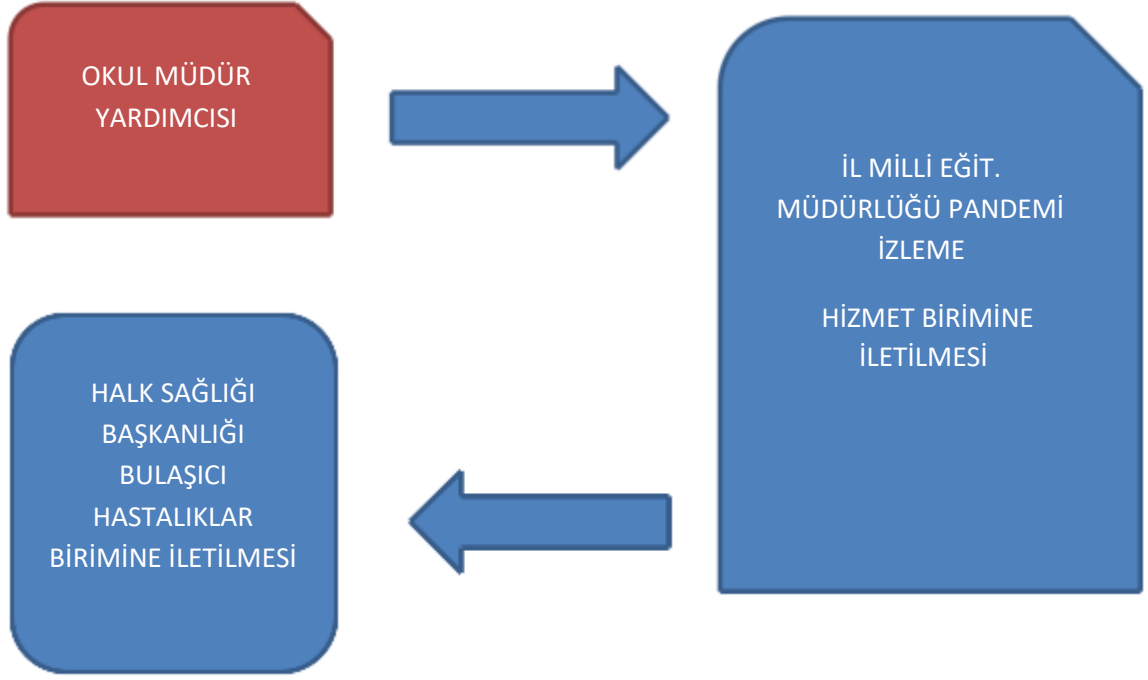 OKUL MÜDÜR
YARDIMCISI
İL MİLLİ EĞİT.
MÜDÜRLÜĞÜ PANDEMİ
İZLEME
HİZMET BİRİMİNE
İLETİLMESİ
HALK SAĞLIĞI
BAŞKANLIĞI
BULAŞICI
HASTALIKLAR
BİRİMİNE İLETİLMESİ